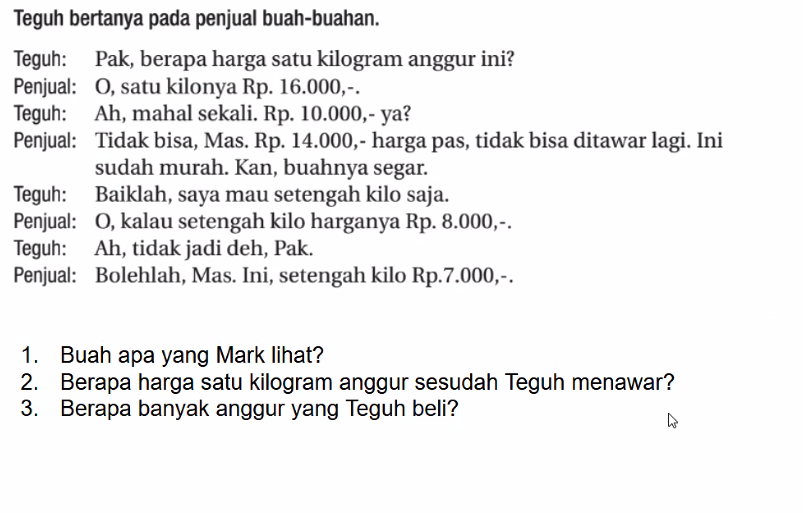 Teguh bertanya pada penjual buah-buahan.
Teguh: Pak, berapa harga satu kilogram anggur ini?
Penjual: O, satu kilonya Rp. 16.000,-.
Teguh: Ah, mahal sekali. Rp. 10.000,- ya?
Penjual: Tidak bisa, Mas. Rp. 14.000,- harga pas, tidak bisa ditawar lagi. Ini
sudah murah. Kan, buahnya segar.
Teguh: Baiklah, saya mau setengah kilo saja.
Penjual: O, kalau setengah kilo harganya Rp. 8.000,-.
Teguh: Ah, tidak jadi deh, Pak.
Penjual: Bolehlah, Mas. Ini, setengah kilo Rp.7.000,-.
1. Buah apa yang Mark lihat?
2. Berapa harga satu kilogram anggur sesudah Teguh menawar?
3. Berapa banyak anggur yang Teguh beli?